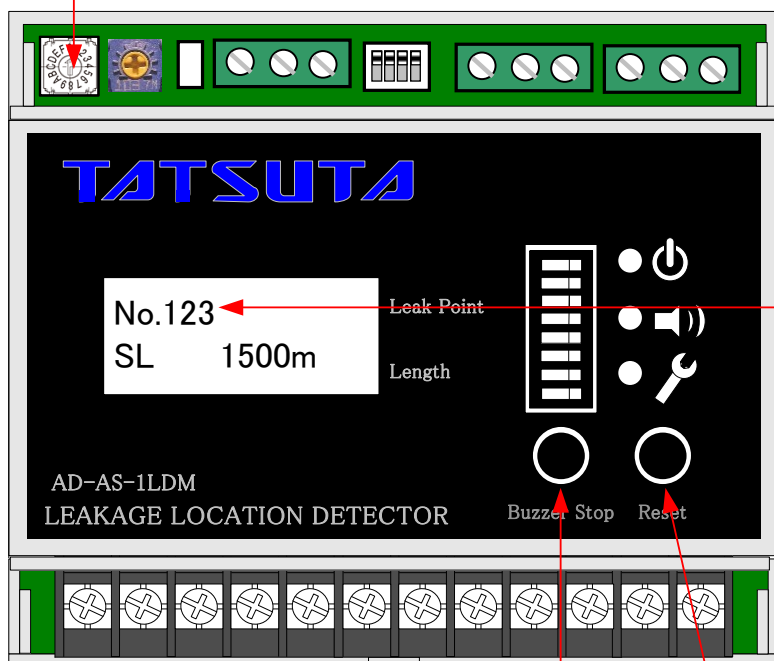 TATSUTA
No.123
Leak Point
SL 1500m
Length
AD-AS-1LDM
LEAKAGE LOCATION DETECTOR
Buzzer Stop
Reset